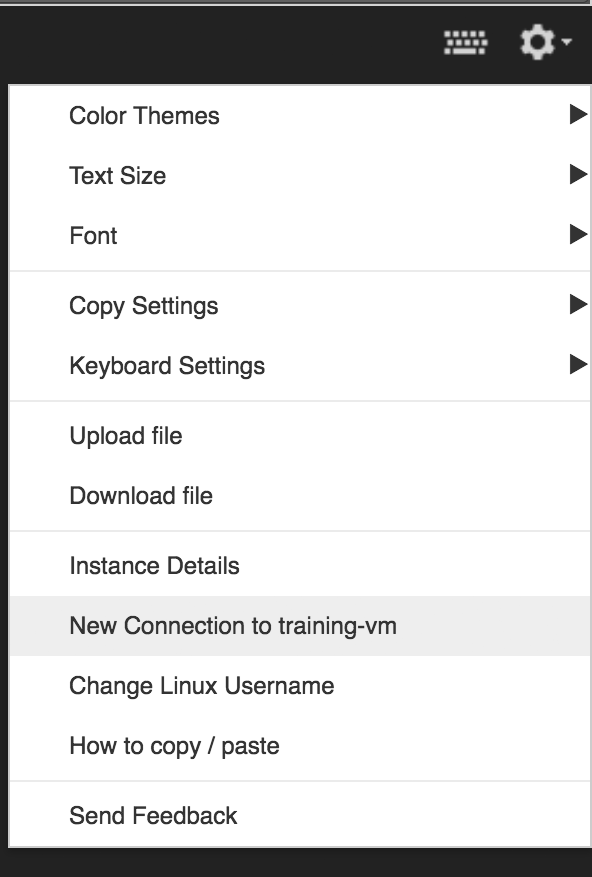 Color Themes
Text Size
Font
Copy Settings
Keyboard Settings
Upload file
Download file
Instance Details
New Connection to training-vm
Change Linux Username
How to copy / paste
Send Feedback